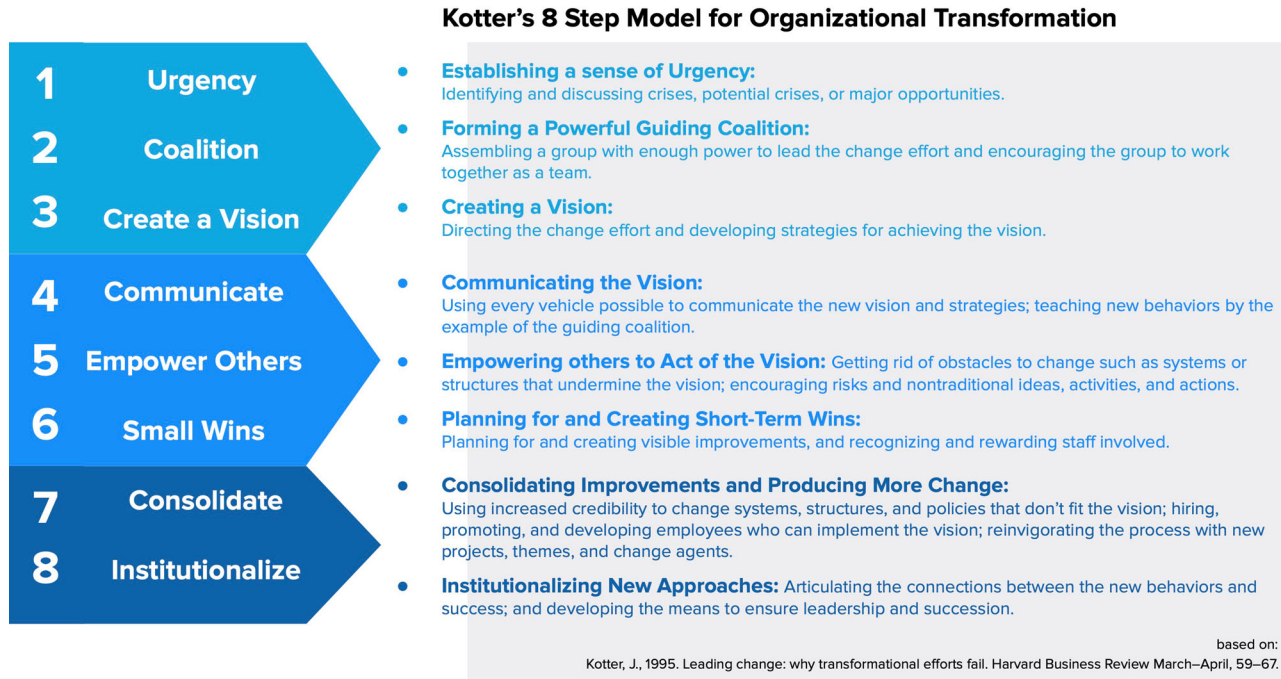 Kotter’s 8 Step Model for Organizational Transformation
1 Urgency
2 Coalition
3 Create a Vision
4 Communicate
5 Empower Others
6 Small Wins
7 Consolidate
8 Institutionalize
● Establishing a sense of Urgency:
Identifying and discussing crises, potential crises, or major opportunities.
● Forming a Powerful Guiding Coalition:
Assembling a group with enough power to lead the change effort and encouraging the group to work
together as a team.
● Creating a Vision:
Directing the change effort and developing strategies for achieving the vision.
● Communicating the Vision:
Using every vehicle possible to communicate the new vision and strategies; teaching new behaviors by the
example of the guiding coalition.
● Empowering others to Act of the Vision: Getting rid of obstacles to change such as systems or
structures that undermine the vision; encouraging risks and nontraditional ideas, activities, and actions.
● Planning for and Creating Short-Term Wins:
Planning for and creating visible improvements, and recognizing and rewarding staff involved.
● Consolidating Improvements and Producing More Change:
Using increased credibility to change systems, structures, and policies that don’t fit the vision; hiring,
promoting, and developing employees who can implement the vision; reinvigorating the process with new
projects, themes, and change agents.
● Institutionalizing New Approaches: Articulating the connections between the new behaviors and
success; and developing the means to ensure leadership and succession.
based on:
Kotter, J., 1995. Leading change: why transformational efforts fail. Harvard Business Review March–April, 59–67.